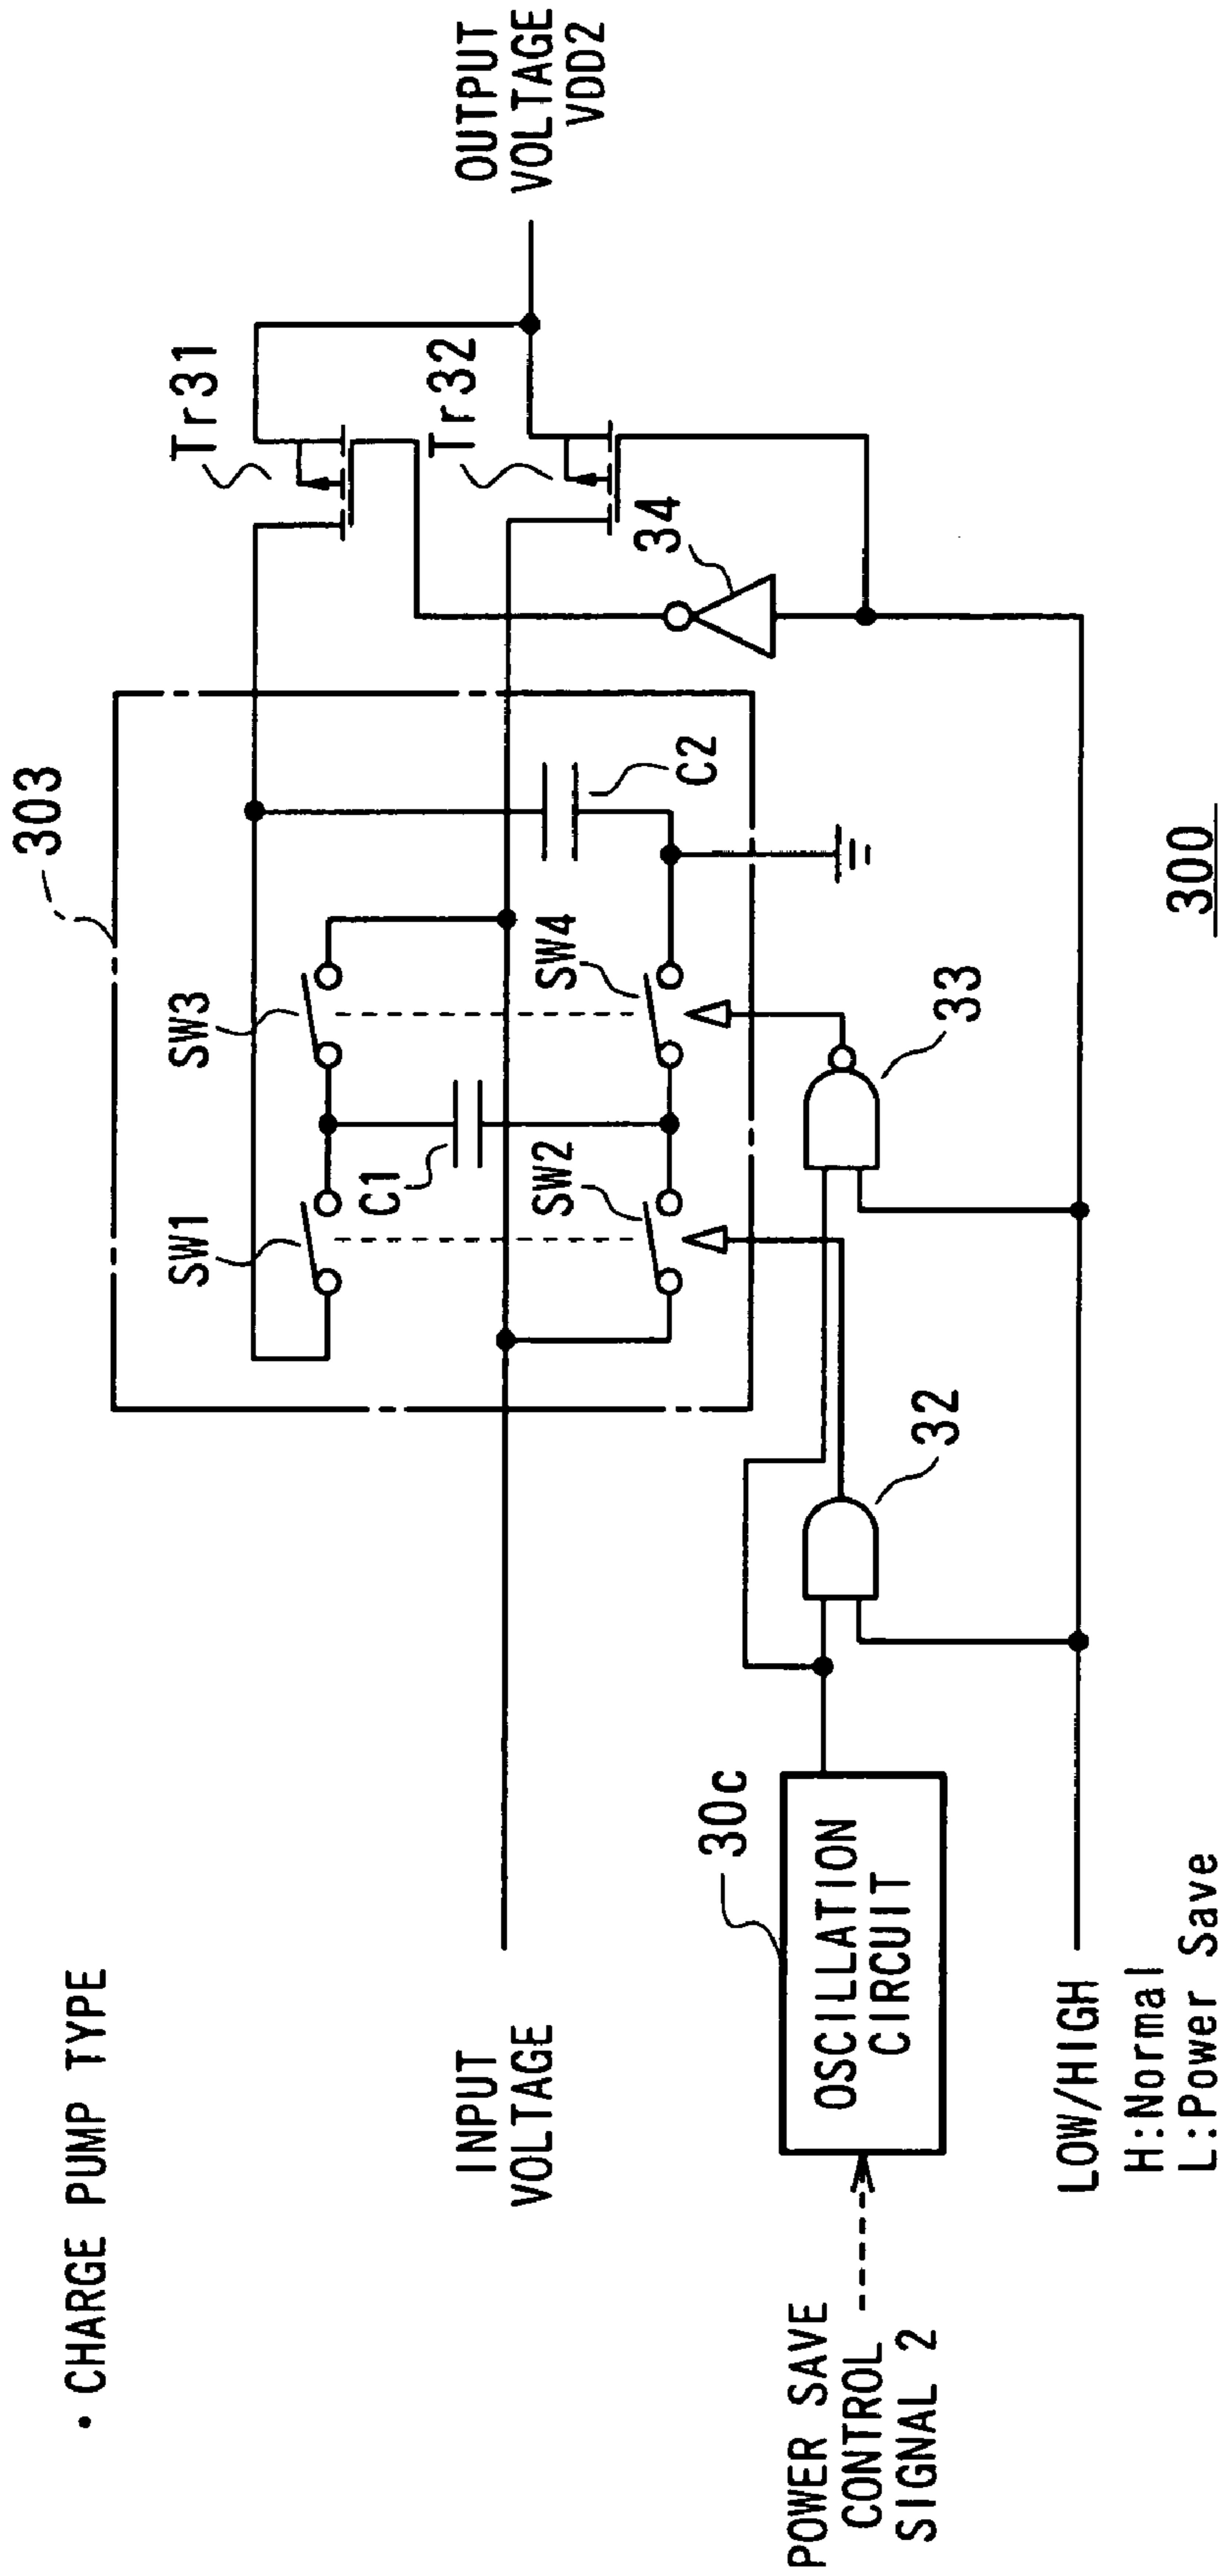 • CHARGE PUMP TYPE
303
SW1
SW3
C1
SW2
SW4
C2
Tr31
Tr32
34
INPUT
VOLTAGE
OUTPUT
VOLTAGE
VDD2
30c
OSCILLATION
CIRCUIT
32
33
POWER SAVE
CONTROL
SIGNAL 2
LOW/HIGH
H:Normal
L:Power Save
300